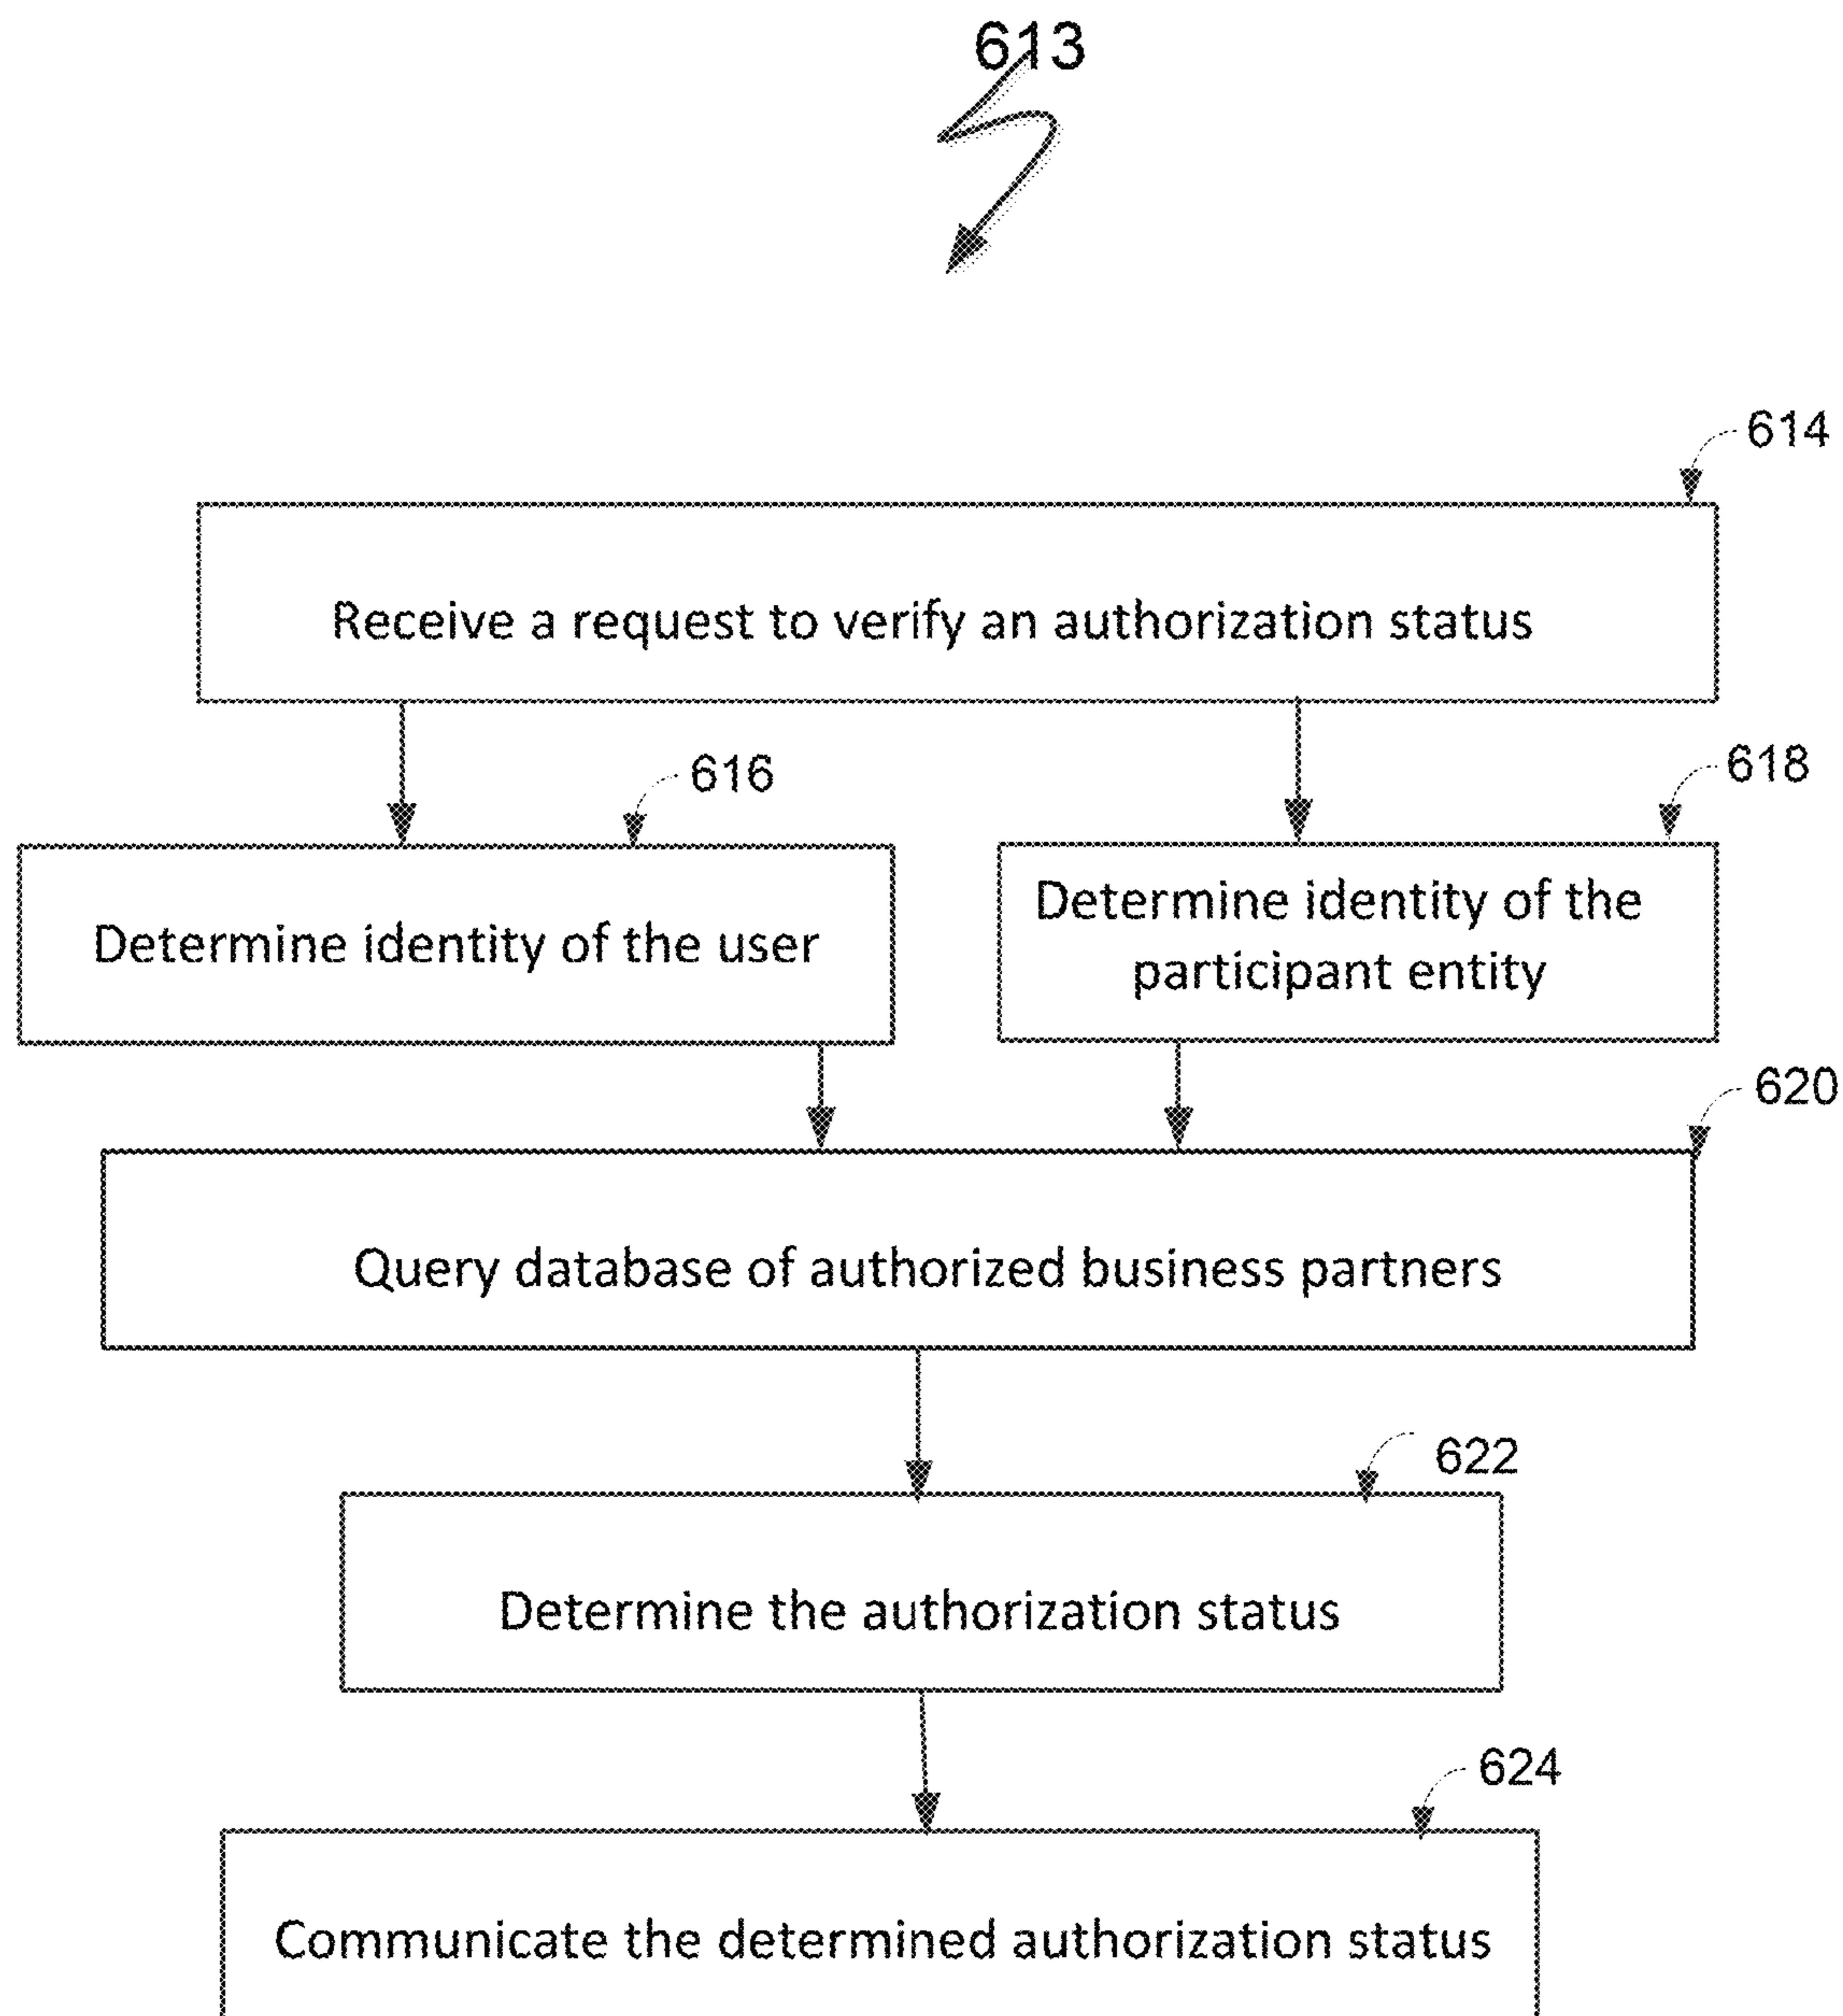 613
614
Receive a request to verify an authorization status
616
618
Determine identity of the user
Determine identity of the
participant entity
620
Query database of authorized business partners
622
Determine the authorization status
624
Communicate the determined authorization status